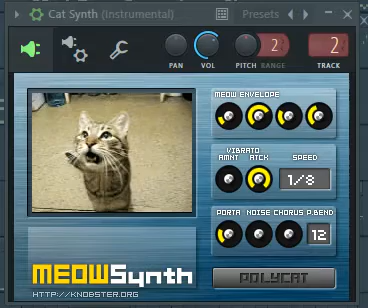 Cat Synth (Instrumental) Presets
PAN VOL PITCH RANGE 2 2 TRACK
MEOW ENVELOPE
VIBRATO
AMNT ATCK SPEED
1/8
PORTA NOISE CHORUS P.BEND
12
MEOWSynth
HTTP://KNOBSTER.ORG
POLYCAT